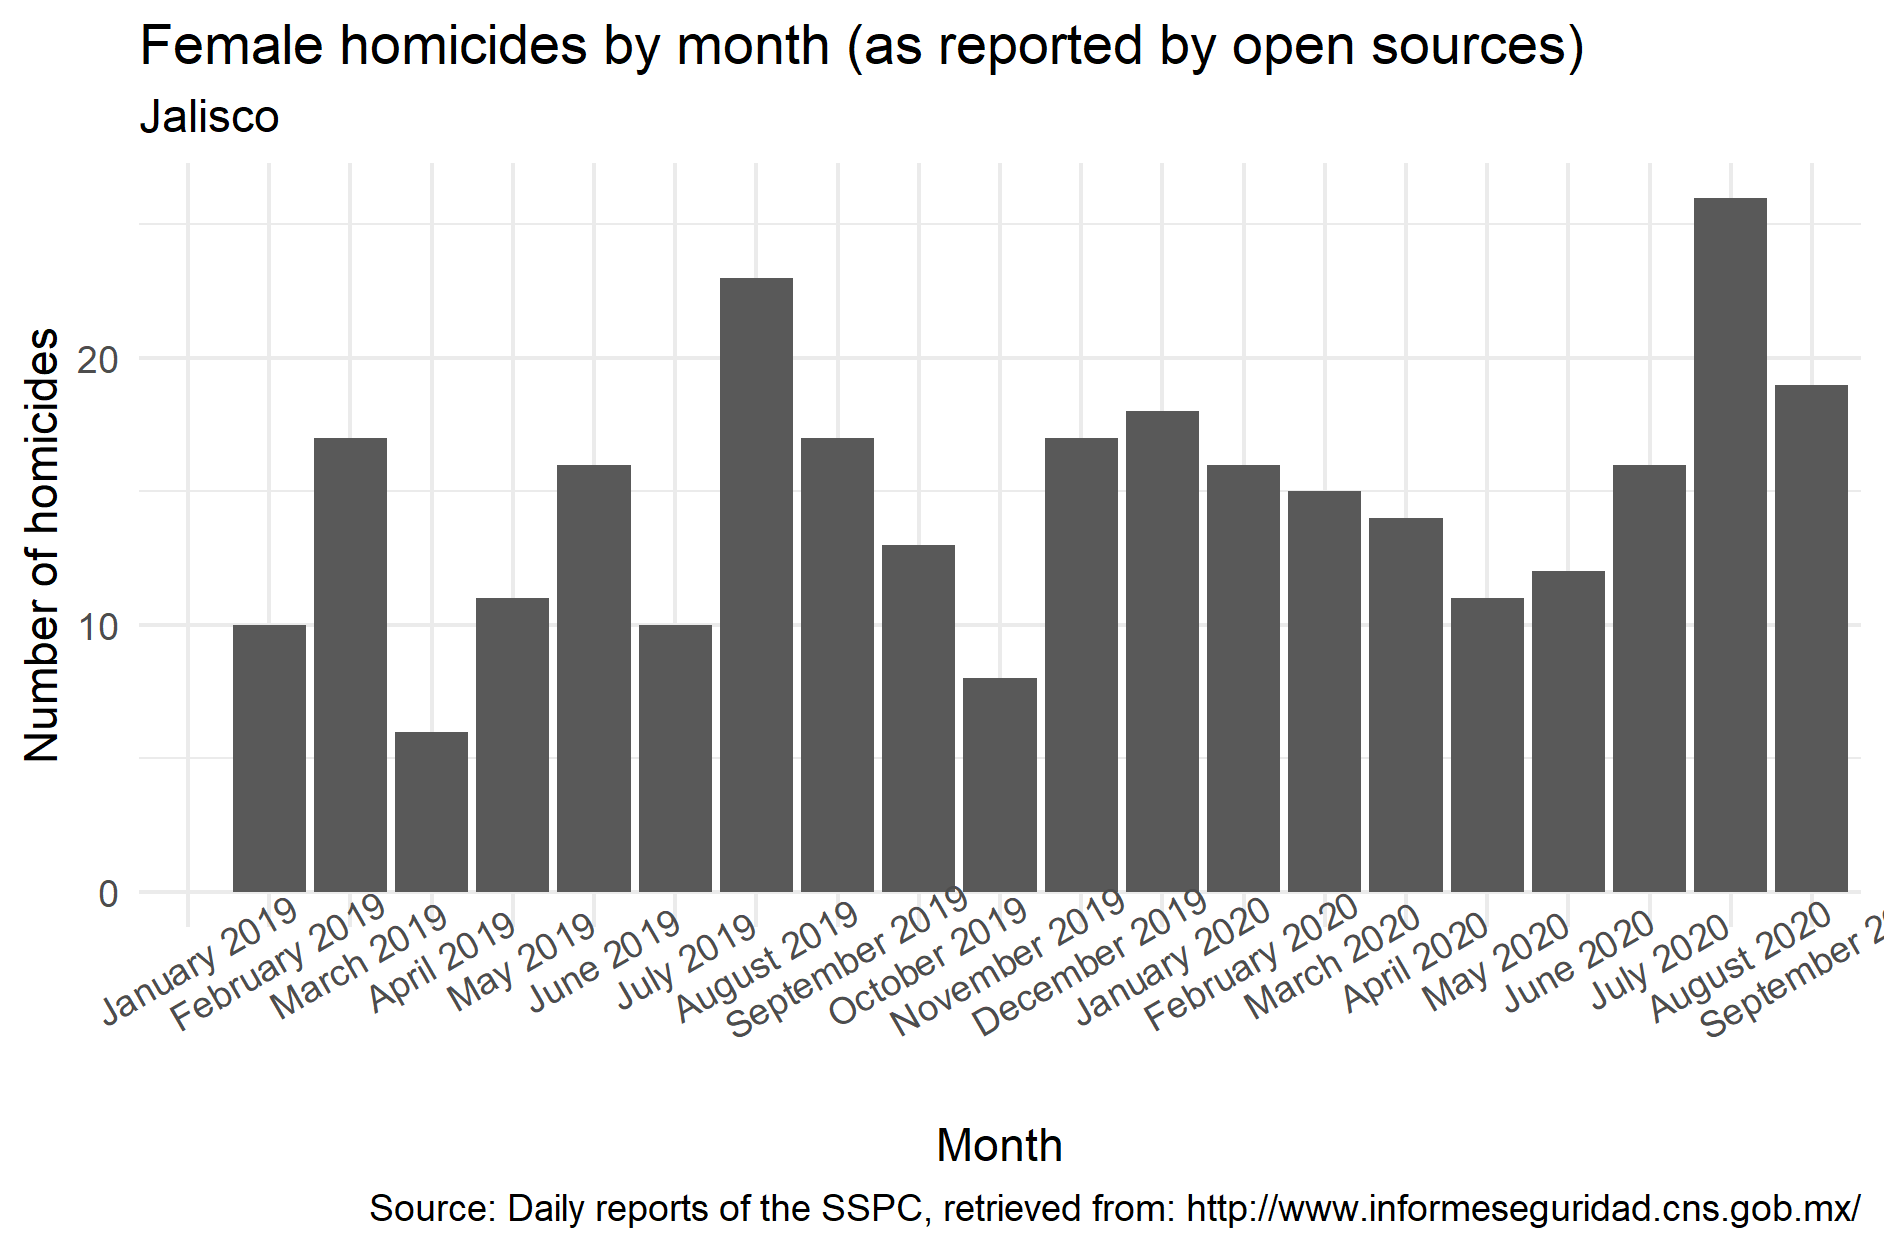 Female homicides by month (as reported by open sources)
Jalisco
Number of homicides
20
10
0
January 2019
February 2019
March 2019
April 2019
May 2019
June 2019
July 2019
August 2019
September 2019
October 2019
November 2019
December 2019
January 2020
February 2020
March 2020
April 2020
May 2020
June 2020
July 2020
August 2020
September 2
Month
Source: Daily reports of the SSPC, retrieved from: http://www.informeseguridad.cns.gob.mx/